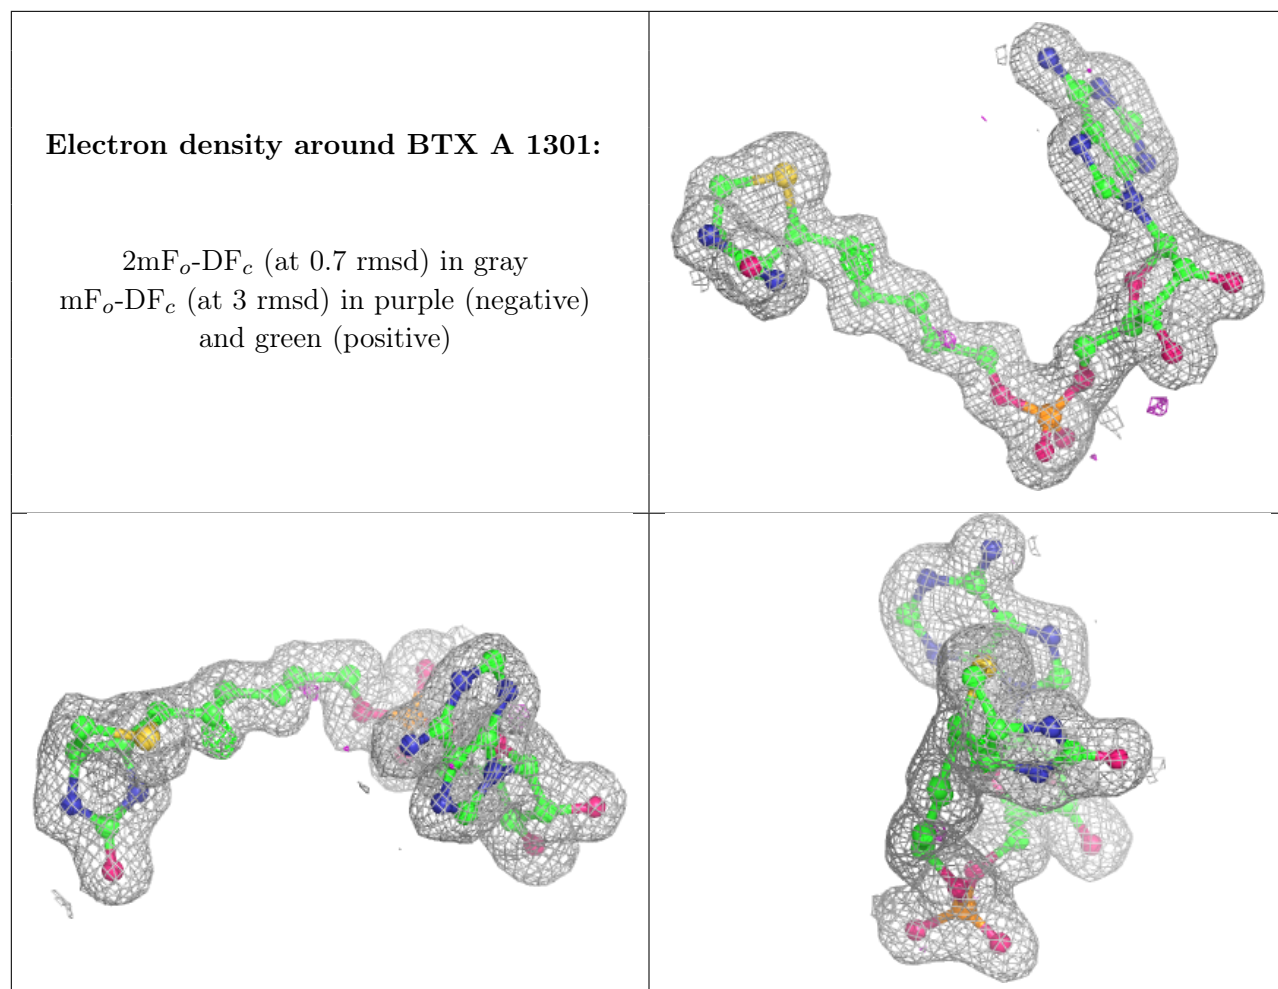 Electron density around BTX A 1301:
2mFo-DFc (at 0.7 rmsd) in gray
mFo-DFc (at 3 rmsd) in purple (negative)
and green (positive)